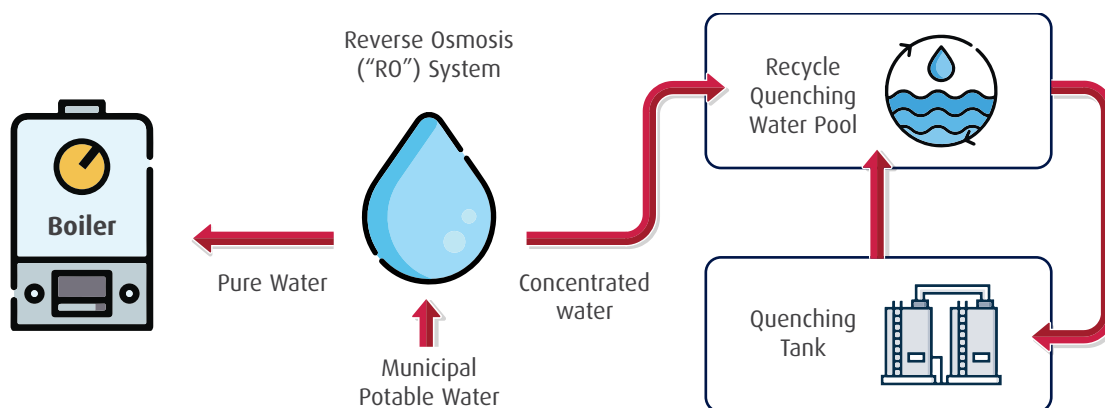 Reverse Osmosis
(“RO”) System
Recycle
Quenching
Water Pool
Boiler
Pure Water
Concentrated
water
Quenching
Tank
Municipal
Potable Water